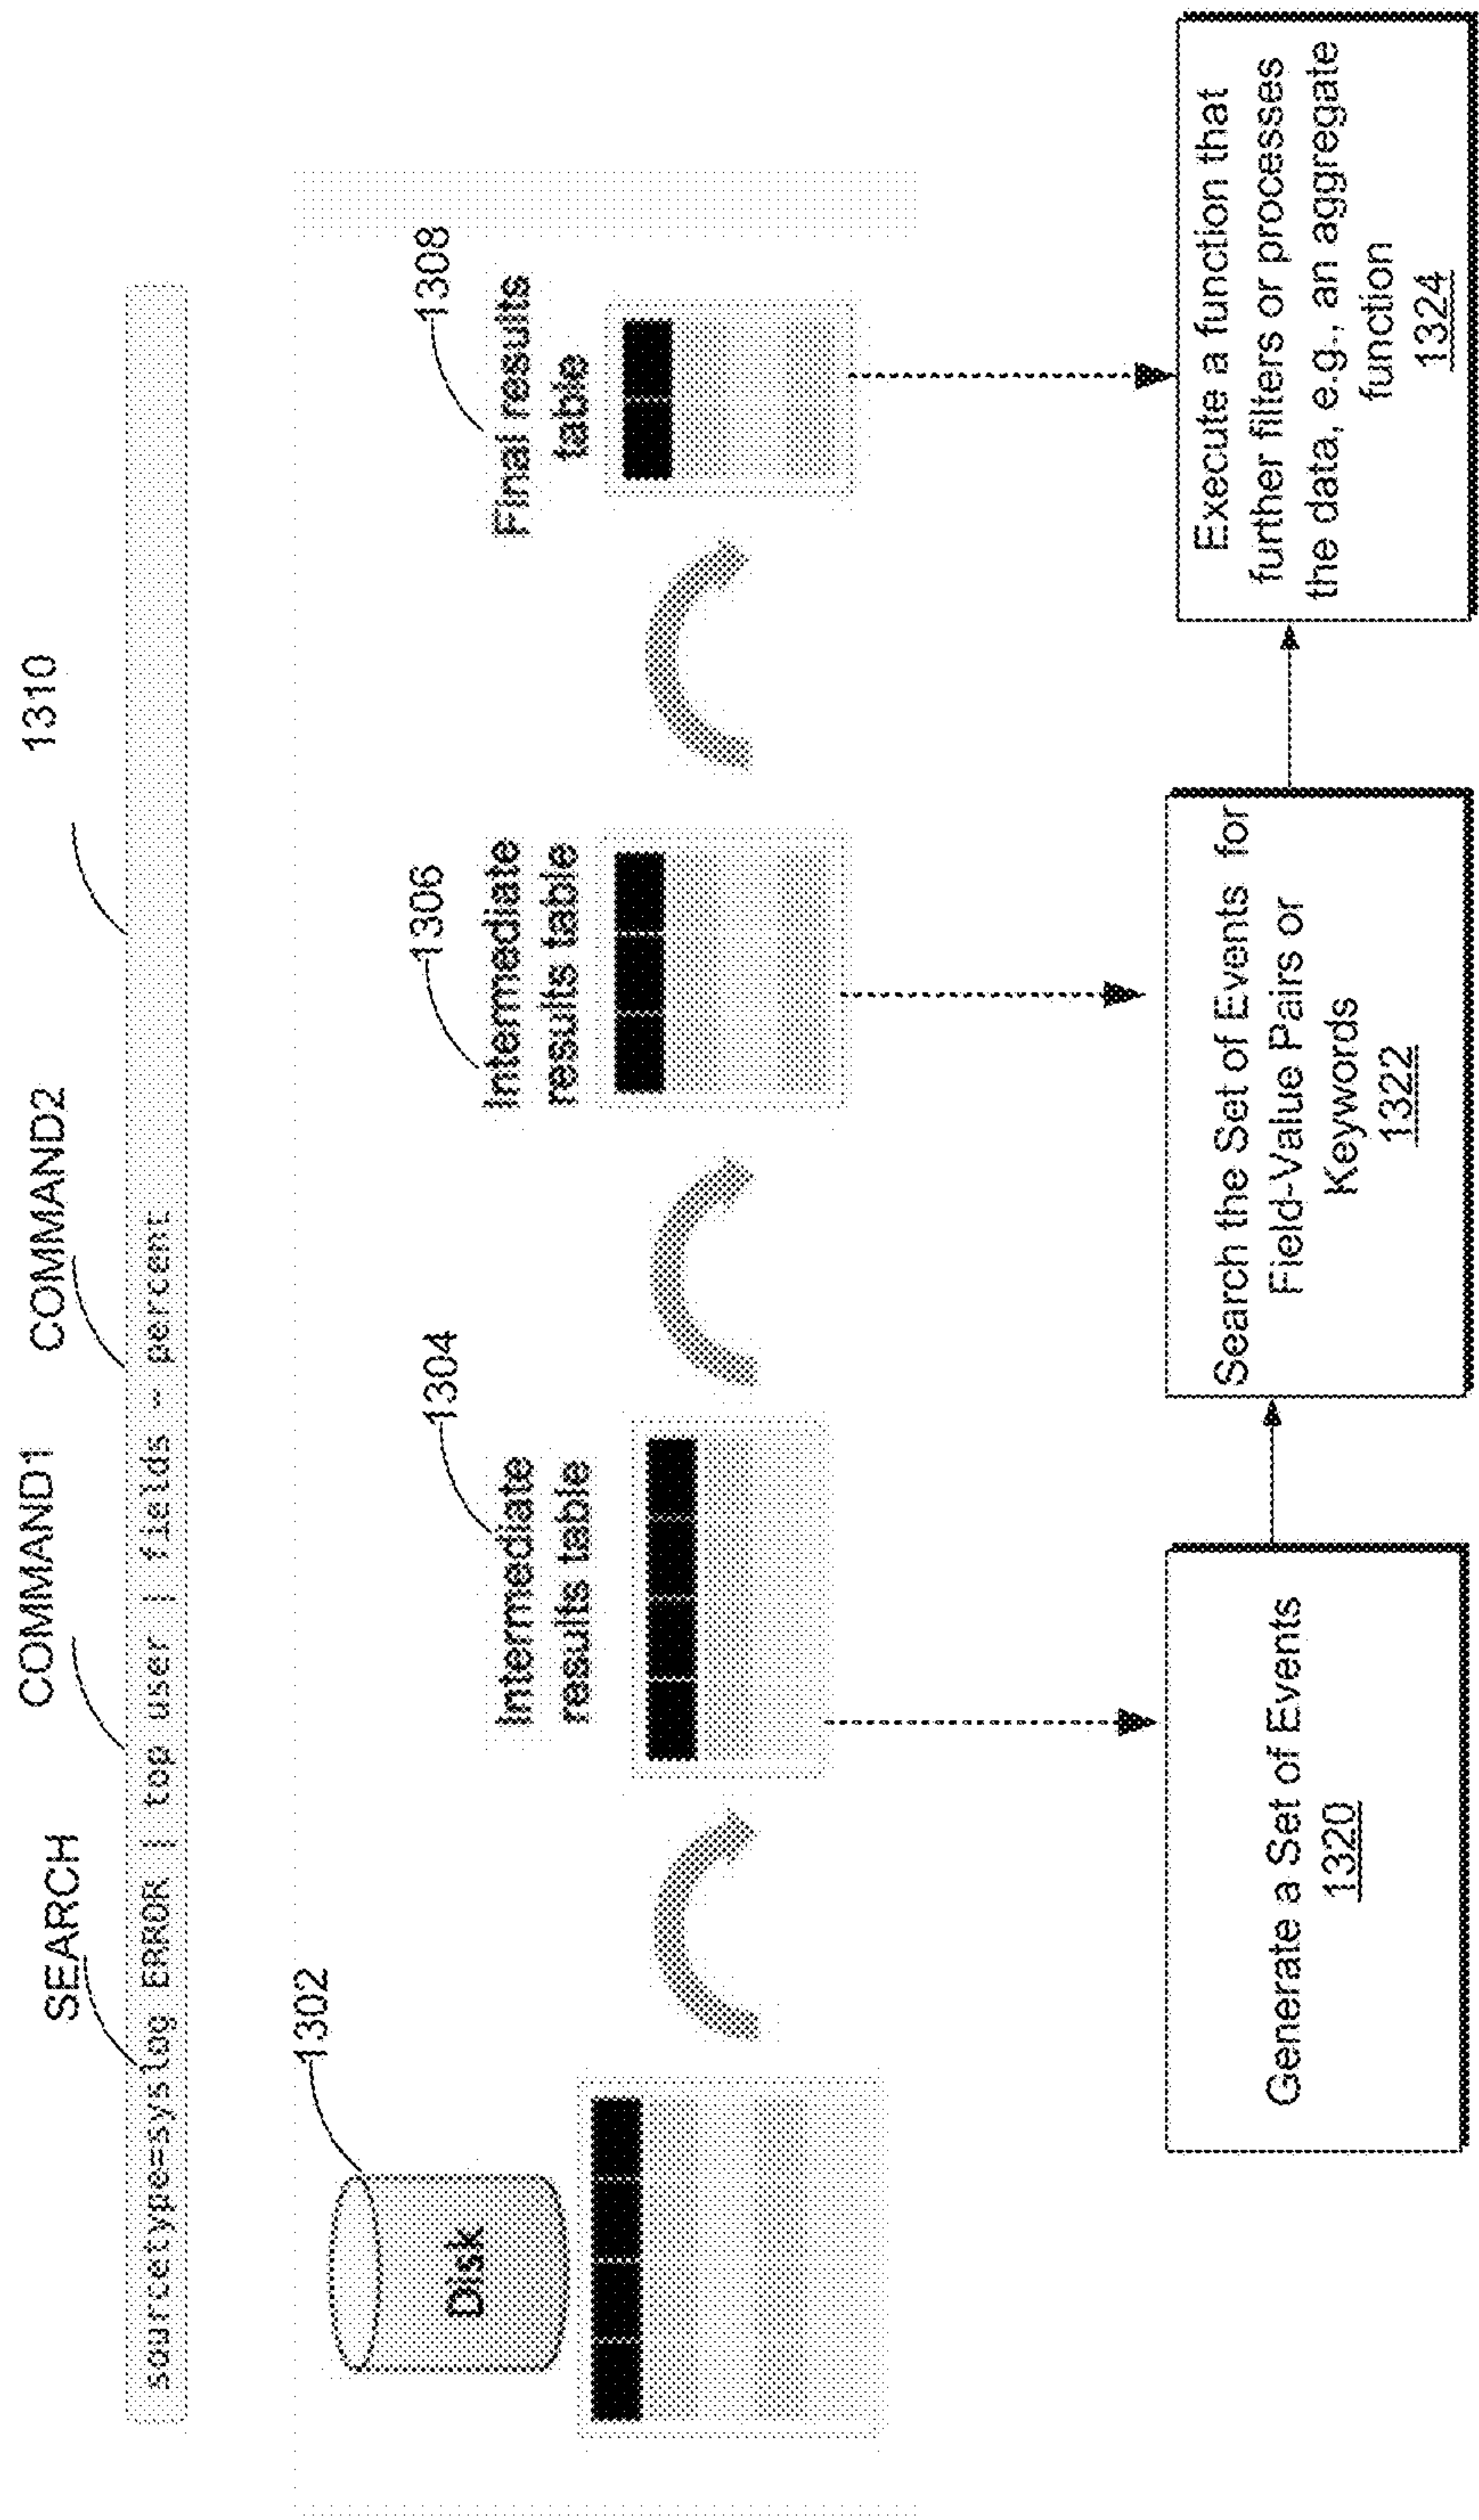 SEARCH
COMMAND1
COMMAND2
1310
sourcetype=syslog ERROR | top user | fields - percent
1302
Disk
1304
Intermediate
results table
1306
Intermediate
results table
1308
Final results
table
Generate a Set of Events
1320
Search the Set of Events for
Field-Value Pairs or
Keywords
1322
Execute a function that
further filters or processes
the data, e.g., an aggregate
function
1324